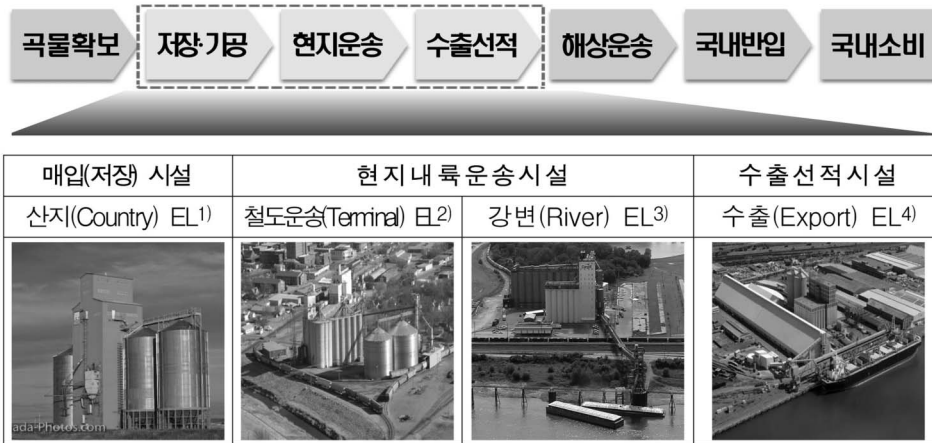 곡물확보 저장·가공 현지운송 수출선적 해상운송 국내반입 국내소비
매입(저장) 시설 현지내륙운송시설 수출선적시설
산지(Country) EL1) 철도운송(Terminal) EL2) 강변(River) EL3) 수출(Export) EL4)
ada-Photos.com